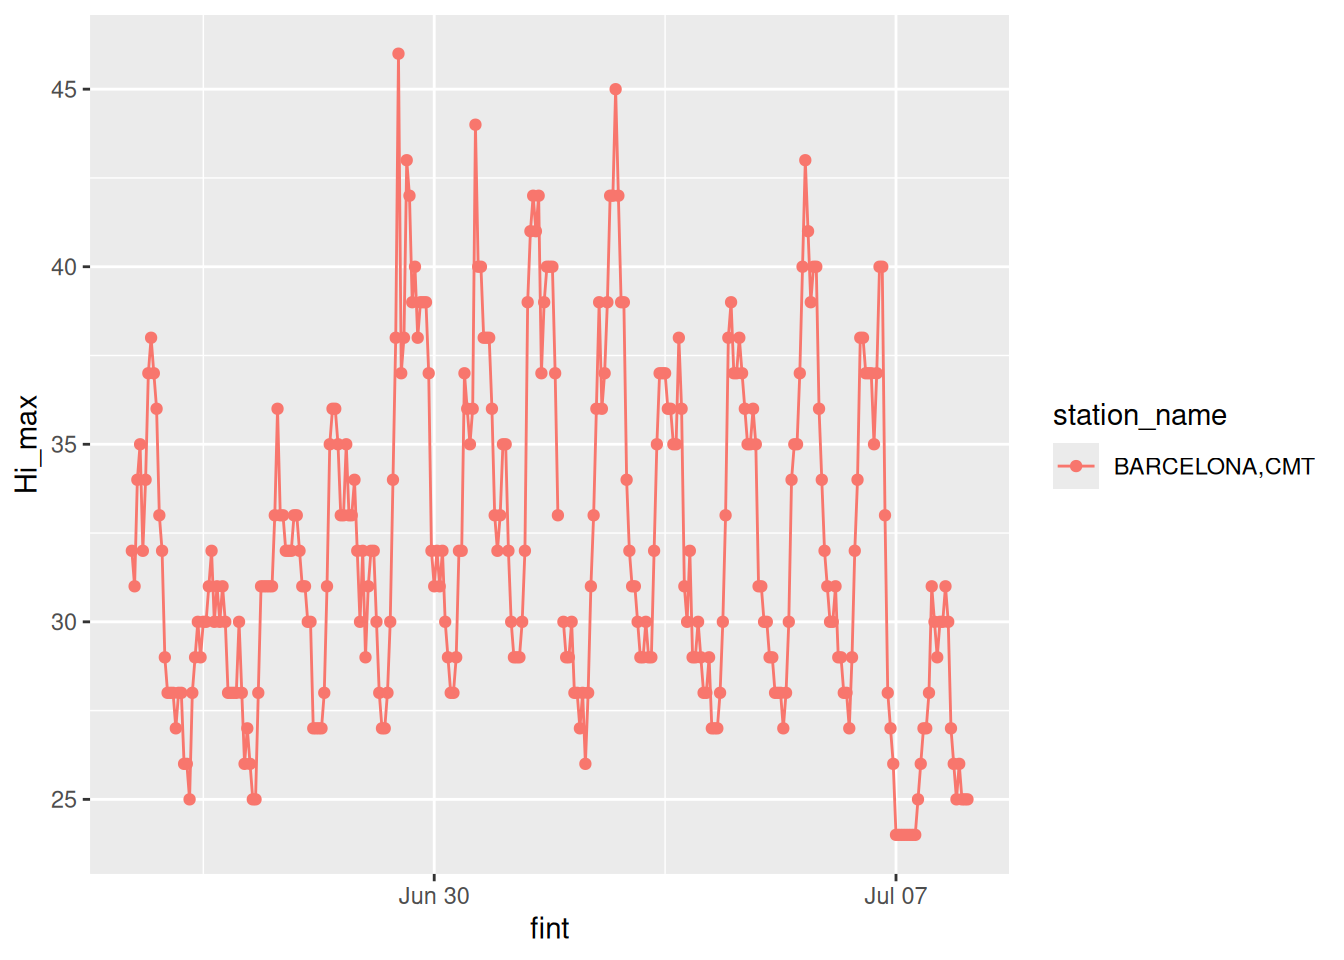 45
40
35
30
25
Hi_max
Jun 30
Jul 07
fint
station_name
BARCELONA,CMT